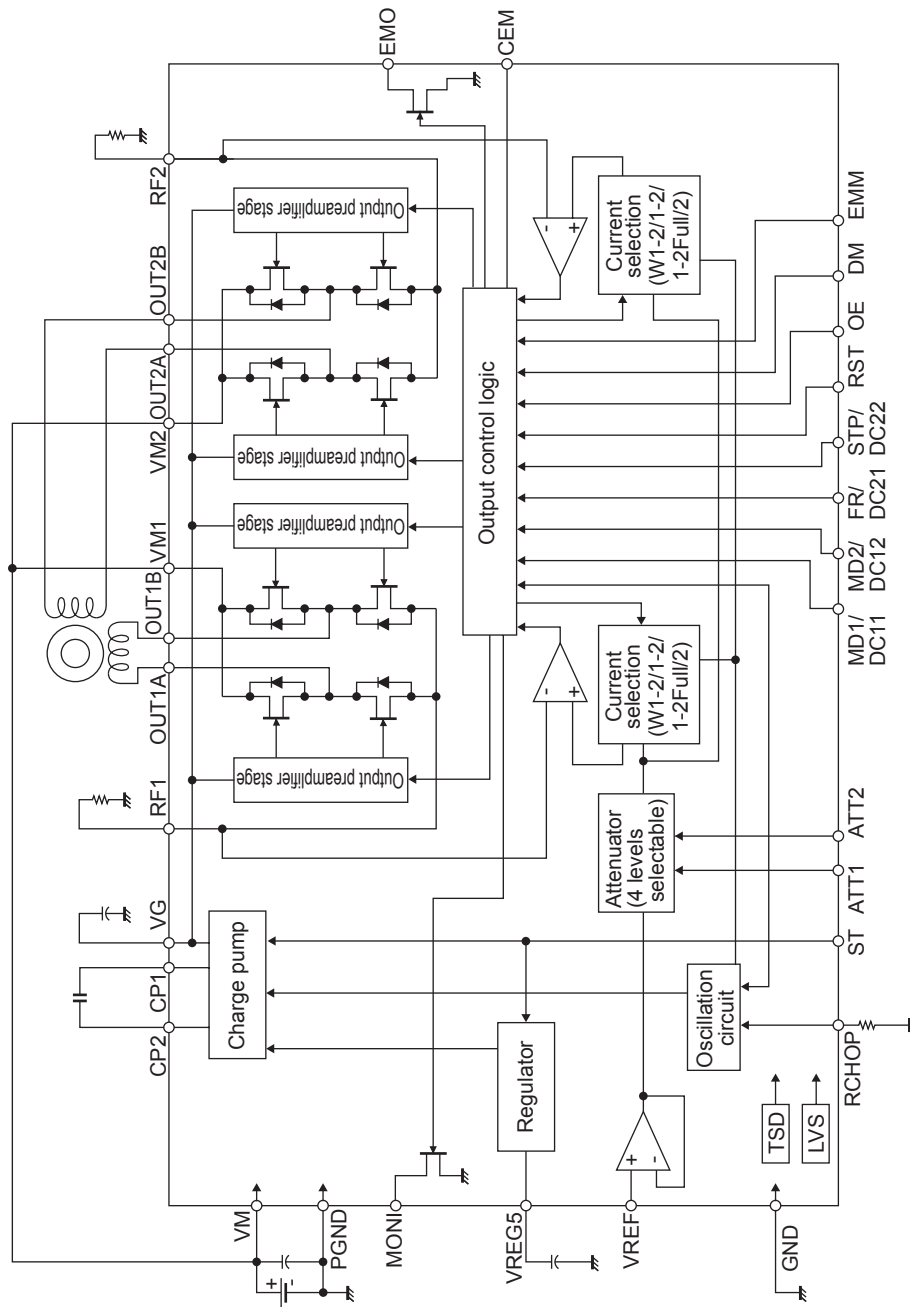 VM
PGND
MONI
VREG5
VREF
GND
CP2
CP1
VG
RF1
OUT1A
OUT1B
VM1
VM2
OUT2A
OUT2B
RF2
EMO
CEM
Charge pump
Regulator
+
-
+
-
TSD
LVS
Oscillation
circuit
Attenuator
(4 levels
selectable)
Current
selection
(W1-2/1-2/
1-2Full/2)
-
+
Output preamplifier stage
Output preamplifier stage
Output preamplifier stage
Output preamplifier stage
Output control logic
-
+
Current
selection
(W1-2/1-2/
1-2Full/2)
RCHOP
ST
ATT1
ATT2
MD1/
DC11
MD2/
DC12
FR/
DC21
STP/
DC22
RST
OE
DM
EMM